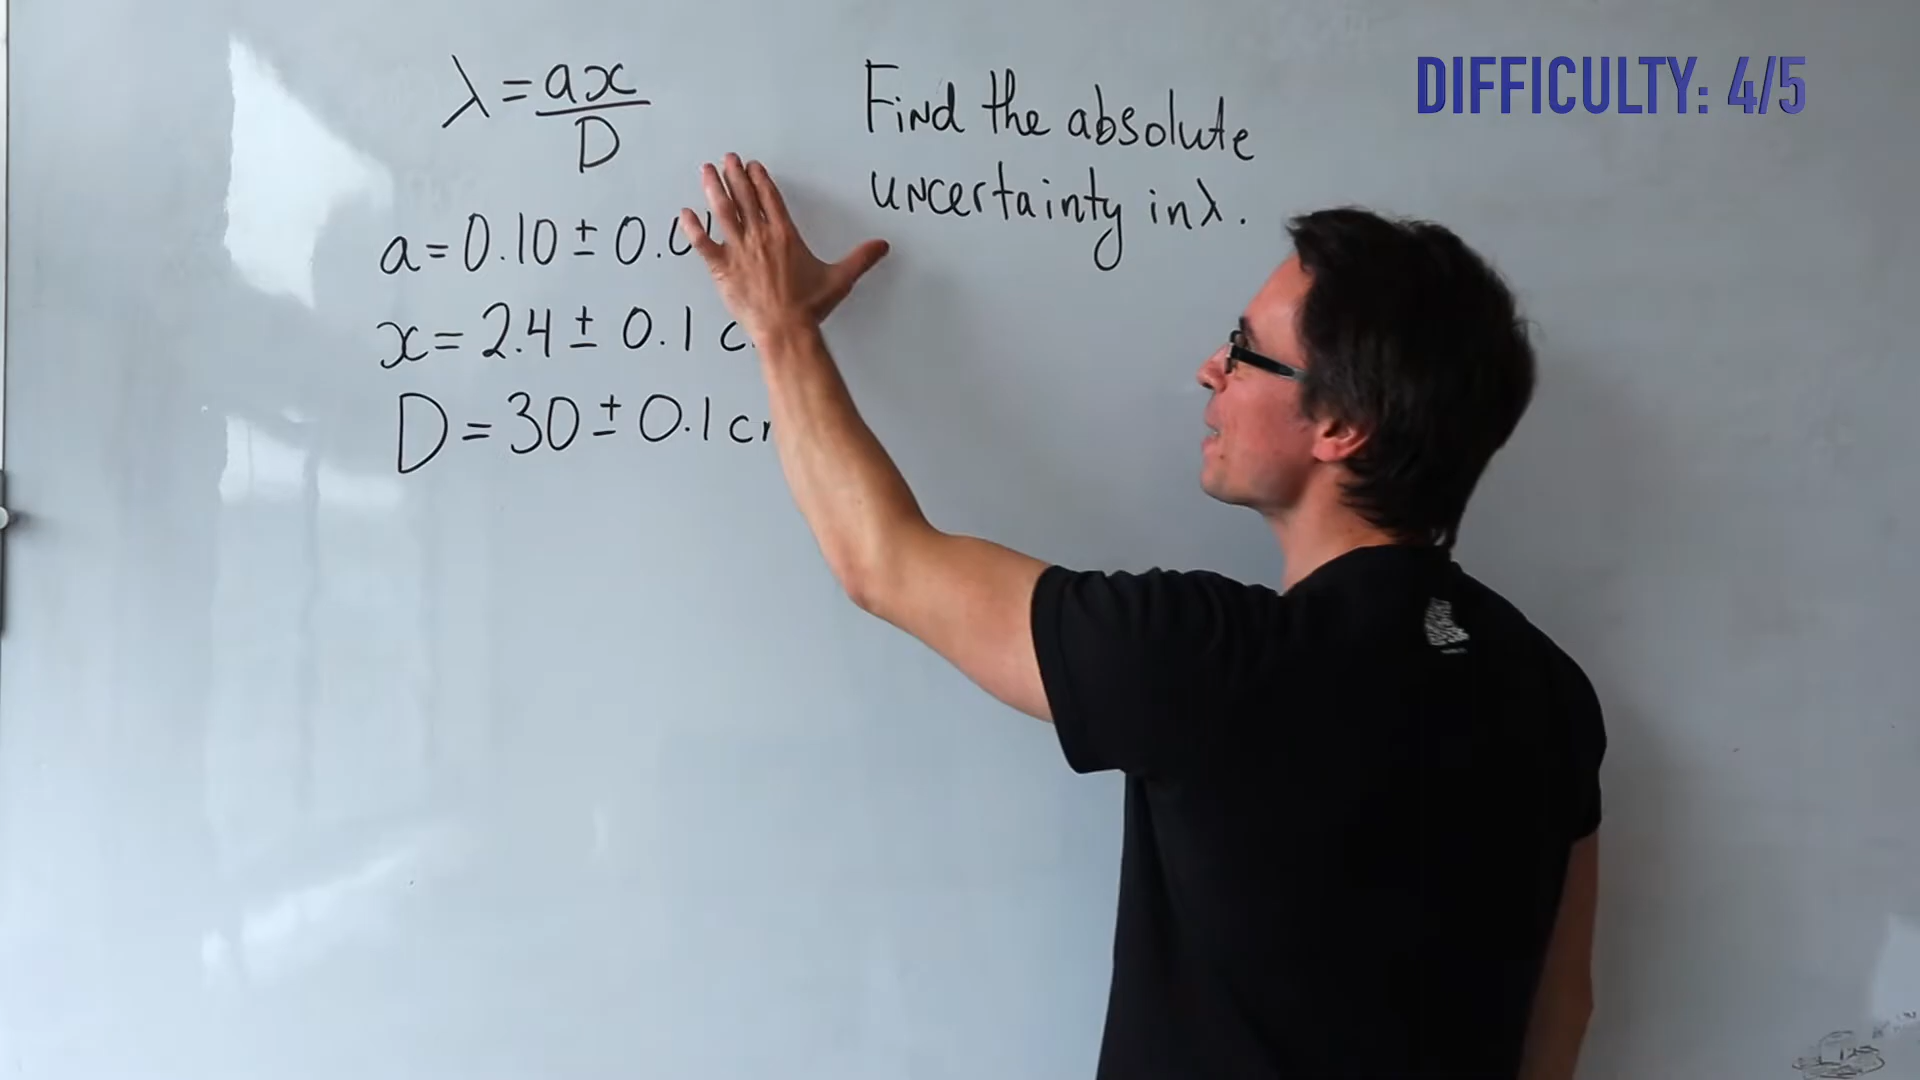 λ = ax/D
a = 0.10 ± 0.01
x = 2.4 ± 0.1 c
D = 30 ± 0.1 c
Find the absolute
uncertainty in λ.
DIFFICULTY: 4/5